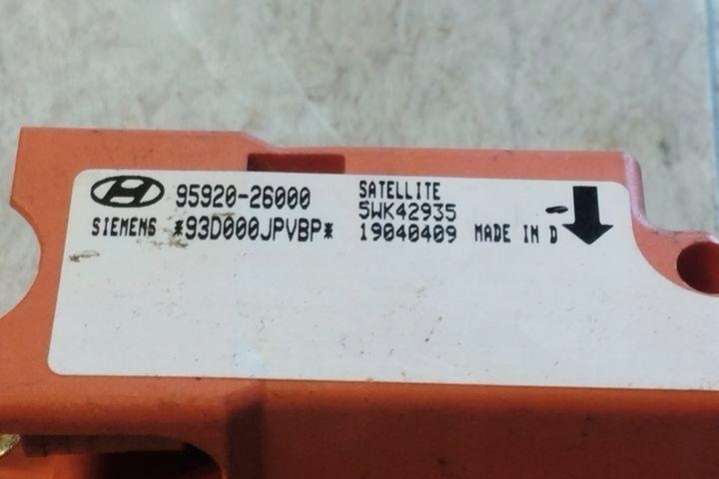 95920-26000 SATELLITE
5WK42935
SIEMENS *93D000JPVBP* 19040409 MADE IN D